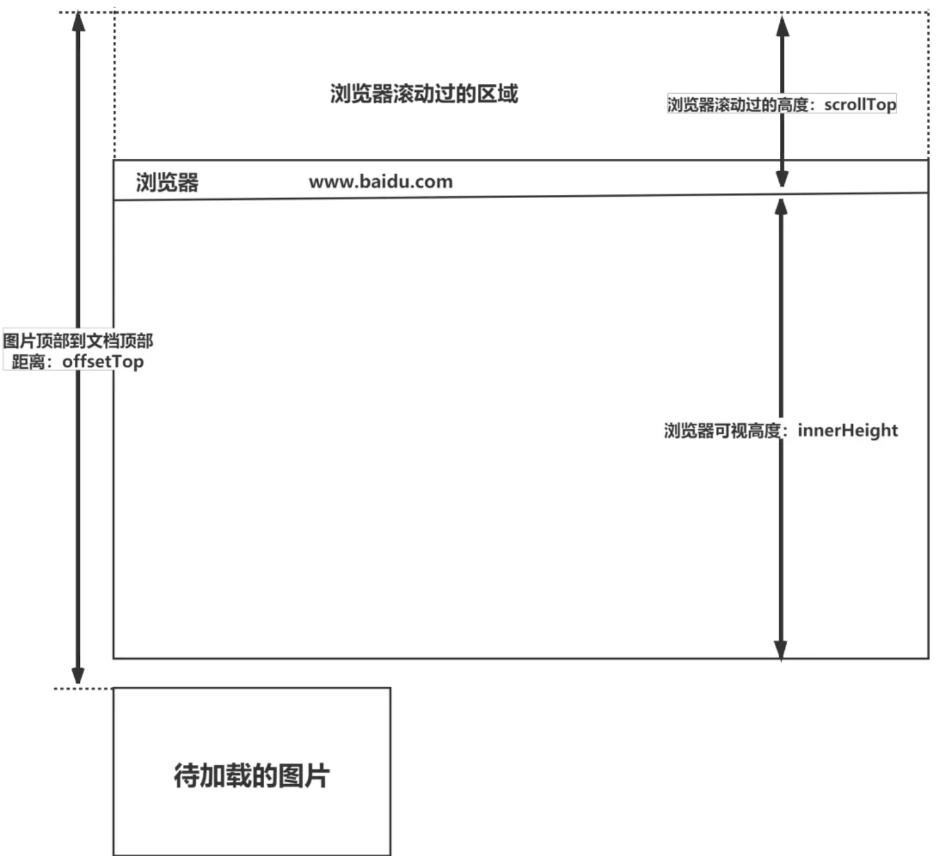 浏览器滚动过的区域
浏览器滚动过的高度：scrollTop
浏览器
www.baidu.com
图片顶部到文档顶部
距离：offsetTop
浏览器可视高度：innerHeight
待加载的图片